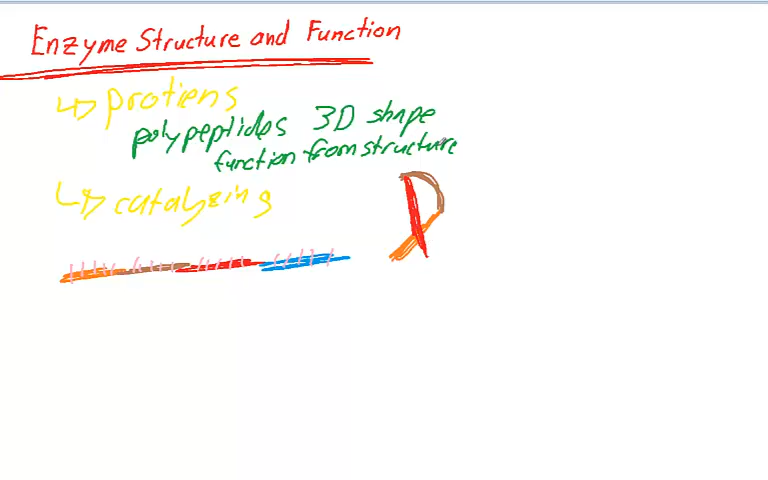 Enzyme Structure and Function
protiens
polypeptides 3D shape
function from structure
catalyzing